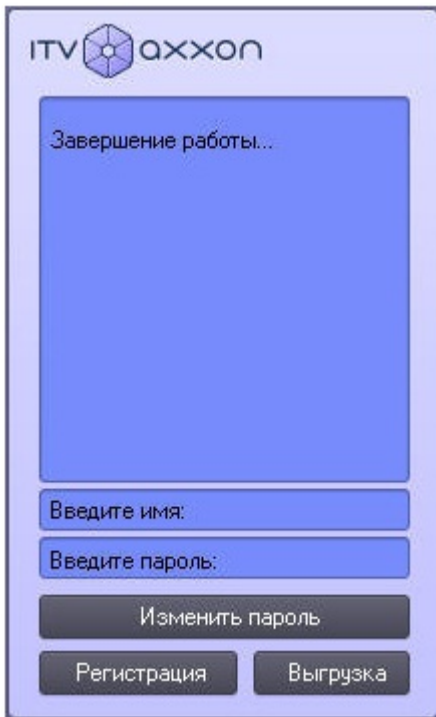 ITV axxon
Завершение работы...
Введите имя:
Введите пароль:
Изменить пароль
Регистрация
Выгрузка